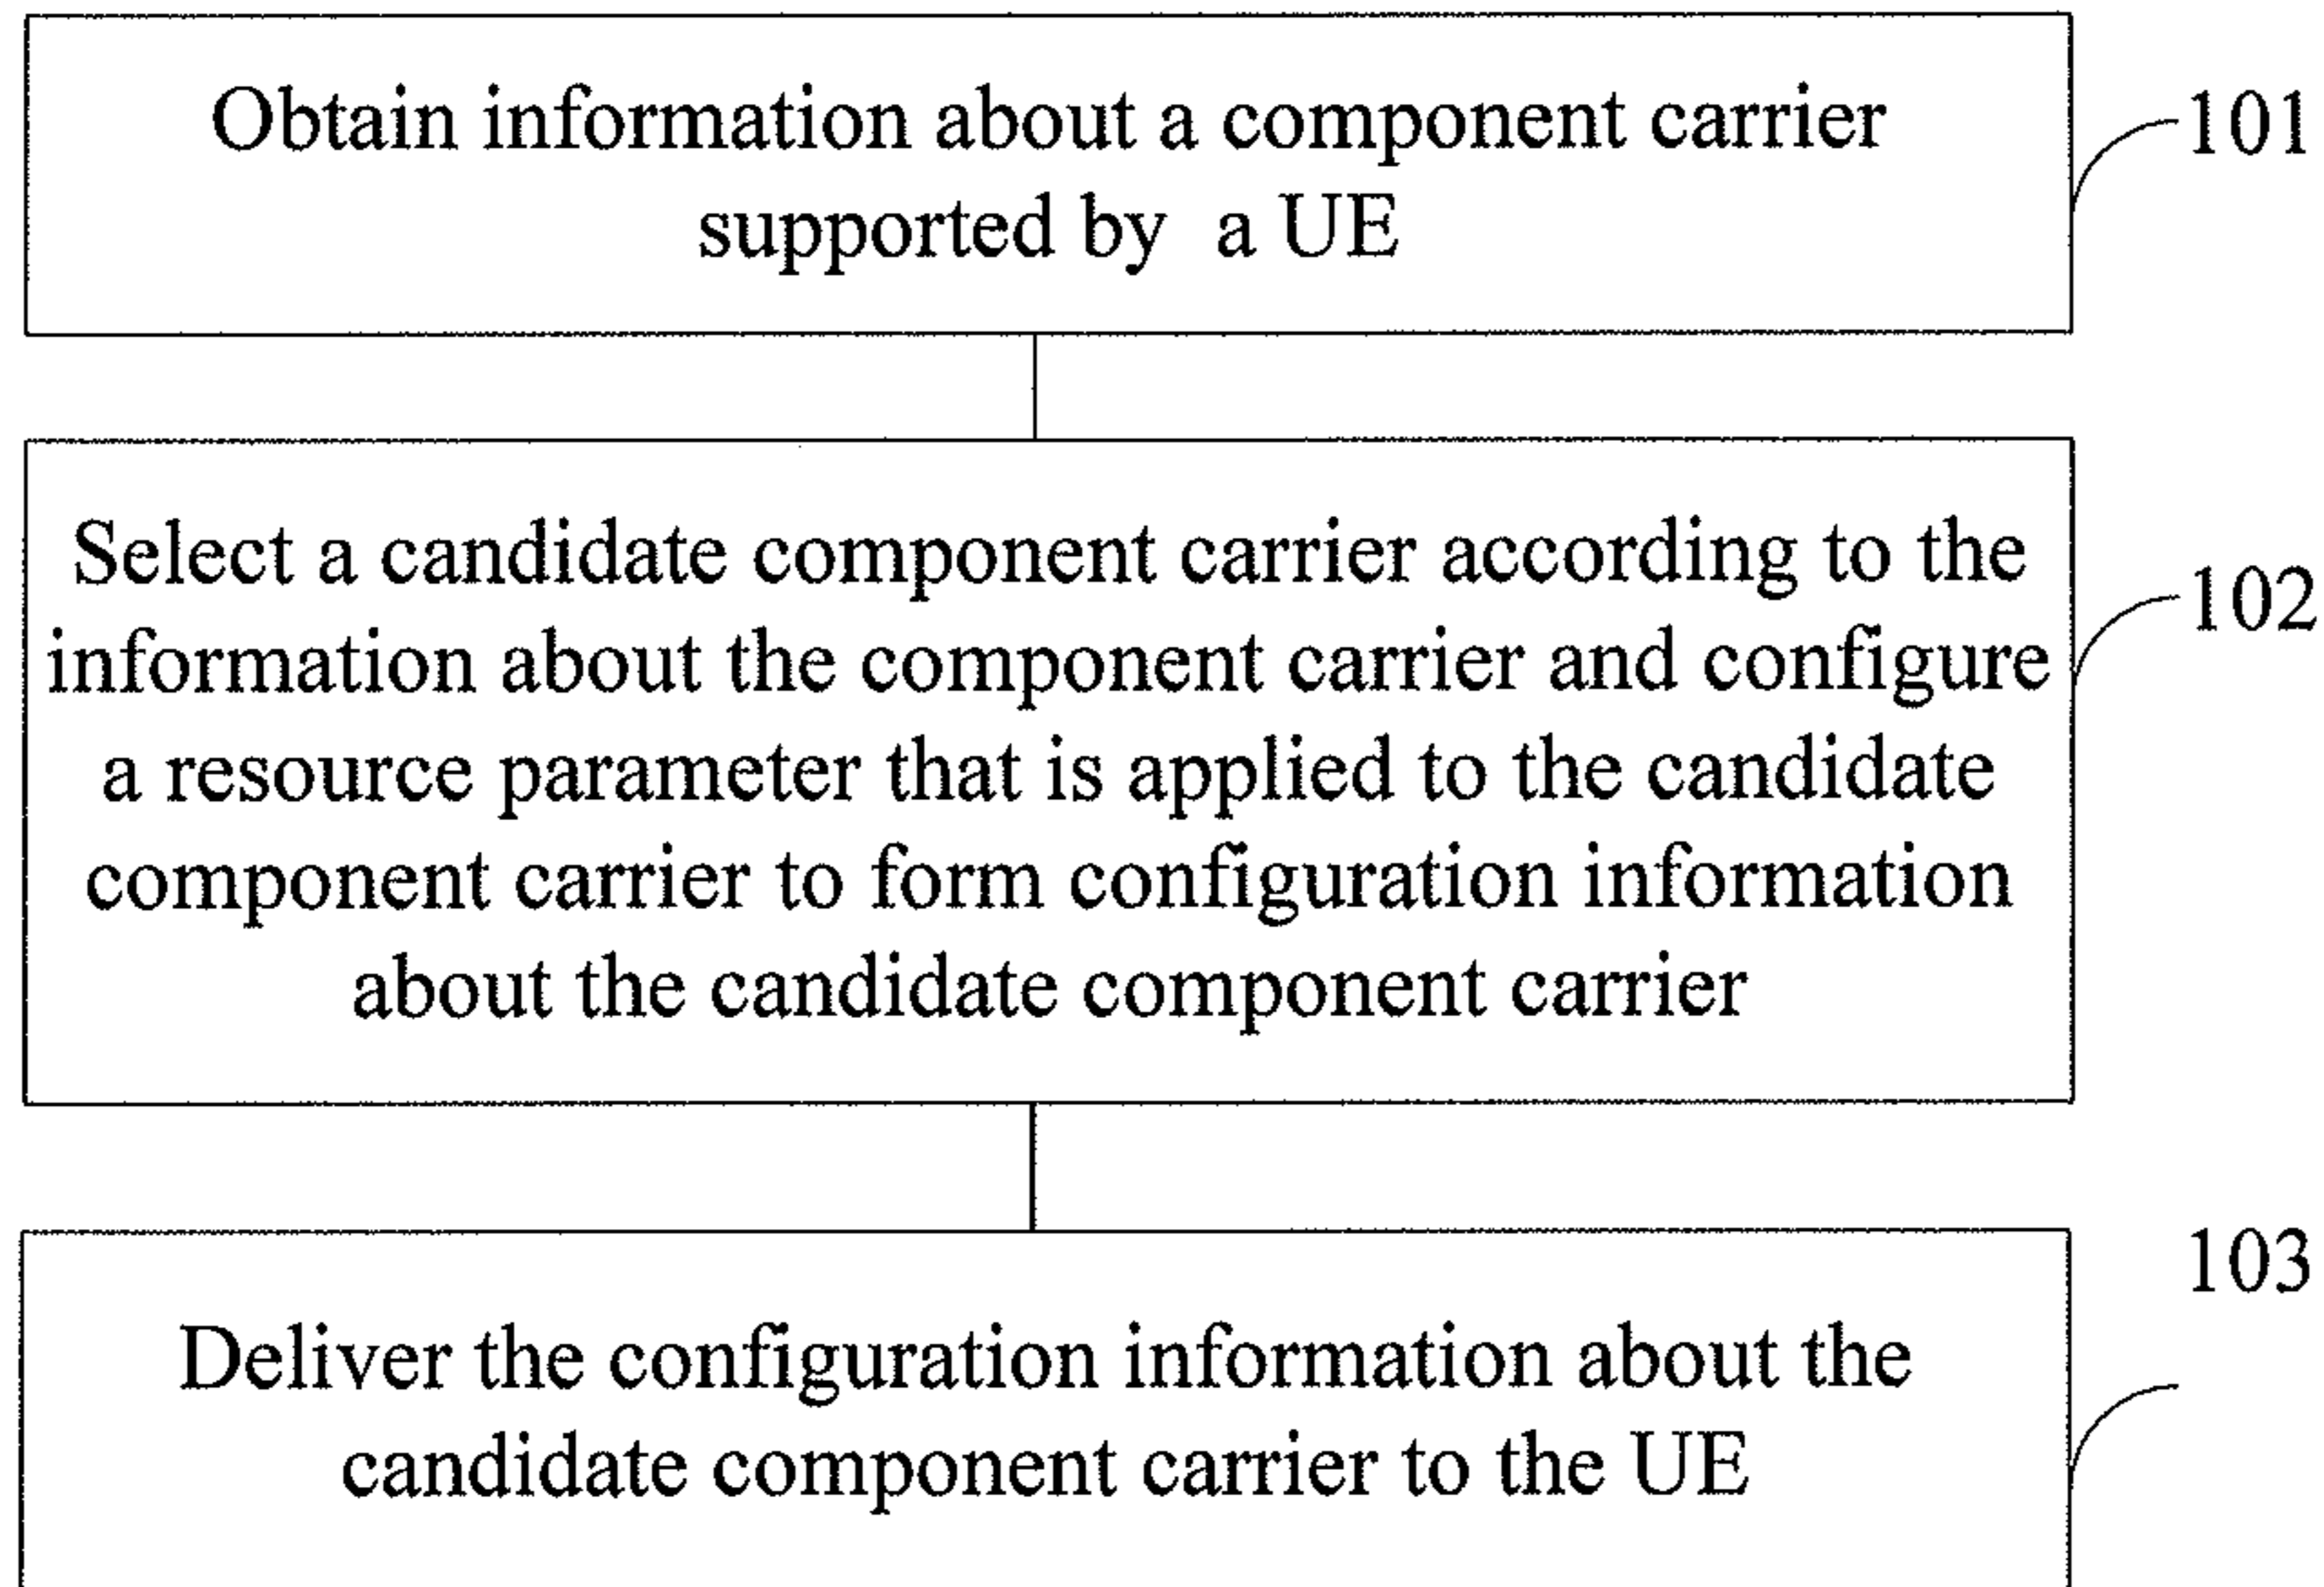 Obtain information about a component carrier
supported by a UE
101
Select a candidate component carrier according to the
information about the component carrier and configure
a resource parameter that is applied to the candidate
component carrier to form configuration information
about the candidate component carrier
102
103
Deliver the configuration information about the
candidate component carrier to the UE